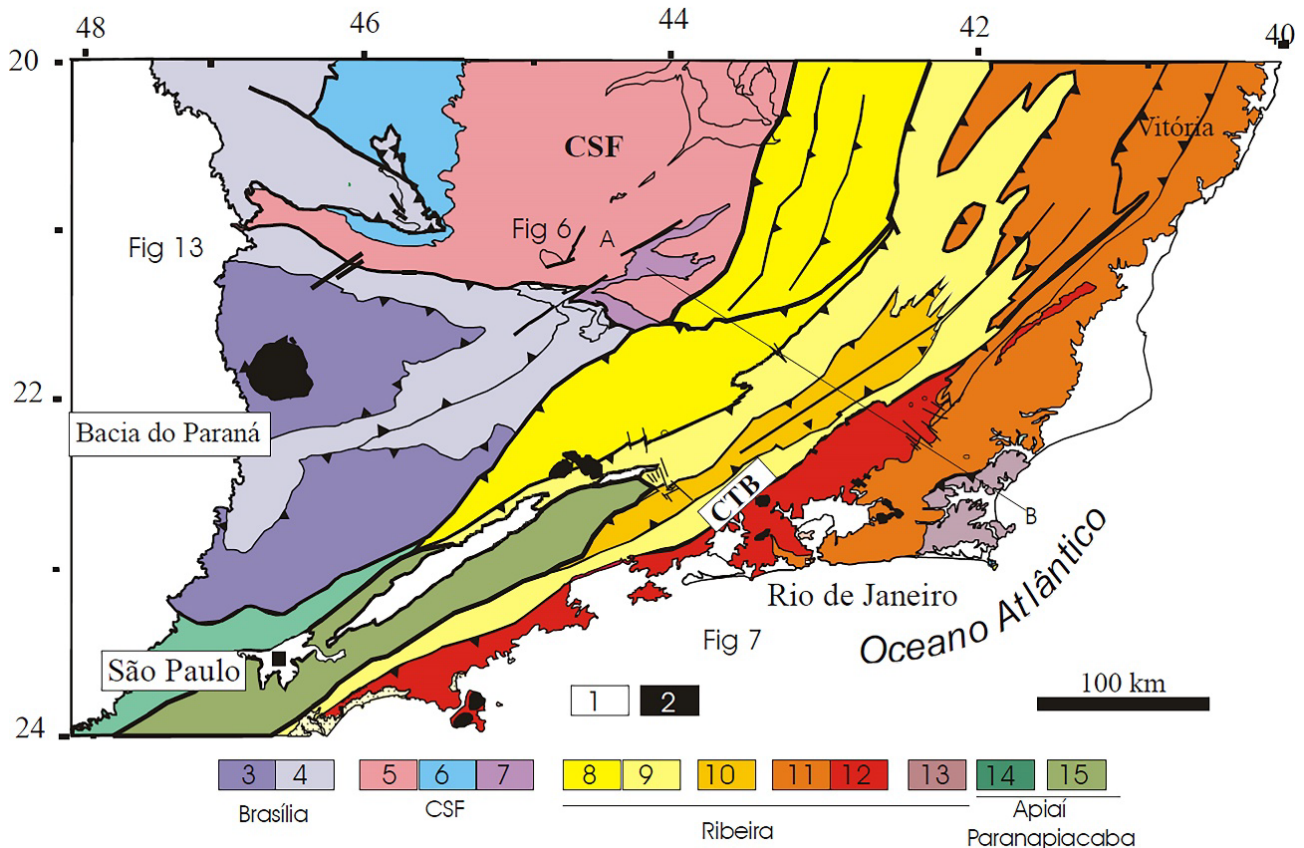 48 46 44 42 40
20
CSF
Vitória
Fig 6 A
Fig 13
22
Bacia do Paraná
CTB
B
Rio de Janeiro
Oceano Atlântico
Fig 7
São Paulo
1 2
100 km
24
3 4 5 6 7 8 9 10 11 12 13 14 15
Brasília CSF Ribeira Apiaí
Paranapiacaba